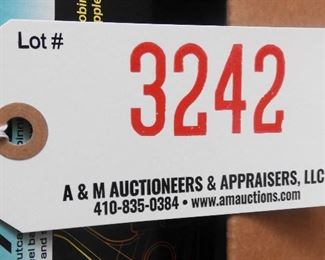 Lot #
3242
A & M AUCTIONEERS & APPRAISERS, LLC
410-835-0384 • www.amauctions.com